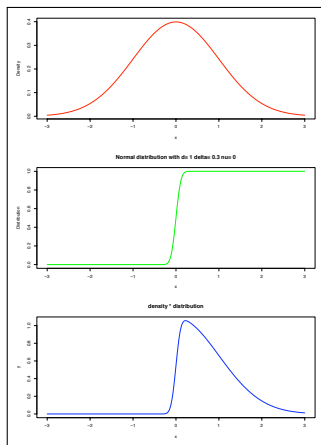 Density
0.0 0.1 0.2 0.3 0.4
−3 −2 −1 0 1 2 3
x
Normal distribution with d= 1 delta= 0.3 nu= 0
Distribution
0.0 0.2 0.4 0.6 0.8 1.0
−3 −2 −1 0 1 2 3
x
density * distribution
0.0 0.2 0.4 0.6 0.8 1.0
−3 −2 −1 0 1 2 3
x